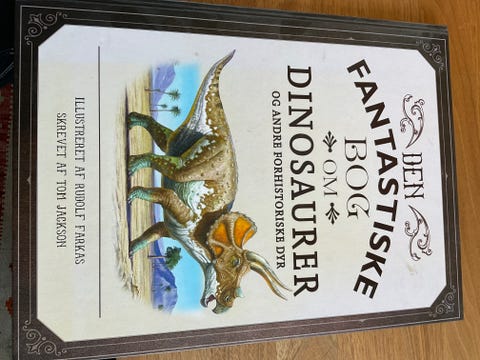 DEN
FANTASTISKE
BOG
OM
DINOSAURER
OG ANDRE FORHISTORISKE DYR
ILLUSTRERET AF RUDOLF FARKAS
SKREVET AF TOM JACKSON